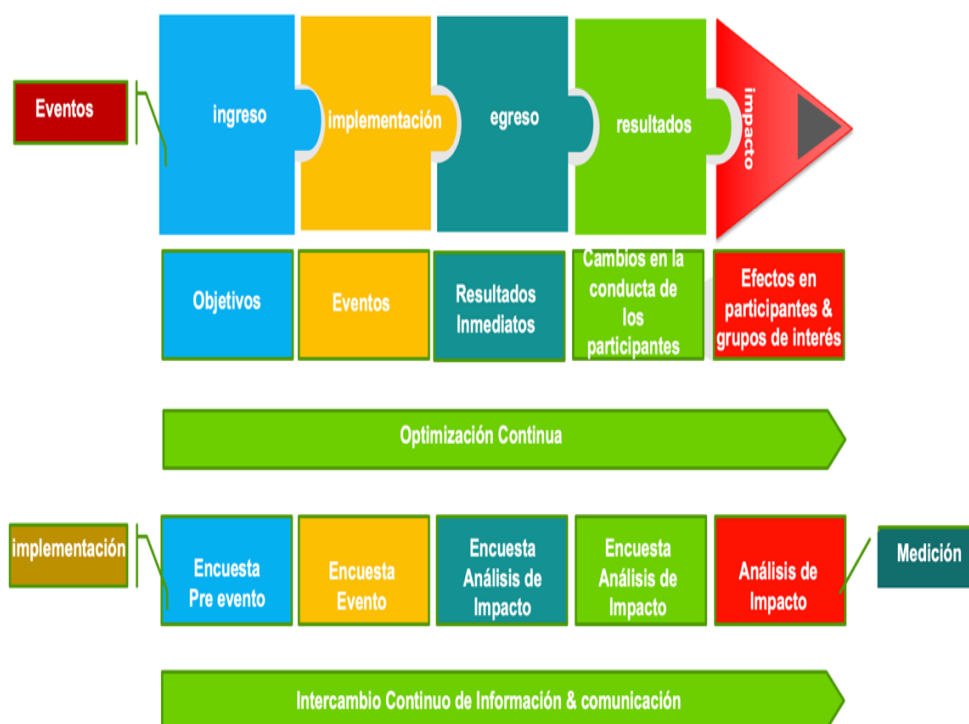 Eventos
ingreso
implementación
egreso
resultados
impacto
Objetivos
Eventos
Resultados
Inmediatos
Cambios en la
conducta de
los
participantes
Efectos en
participantes &
grupos de interés
Optimización Continua
implementación
Encuesta
Pre evento
Encuesta
Evento
Encuesta
Análisis de
Impacto
Encuesta
Análisis de
Impacto
Análisis de
Impacto
Medición
Intercambio Continuo de Información & comunicación